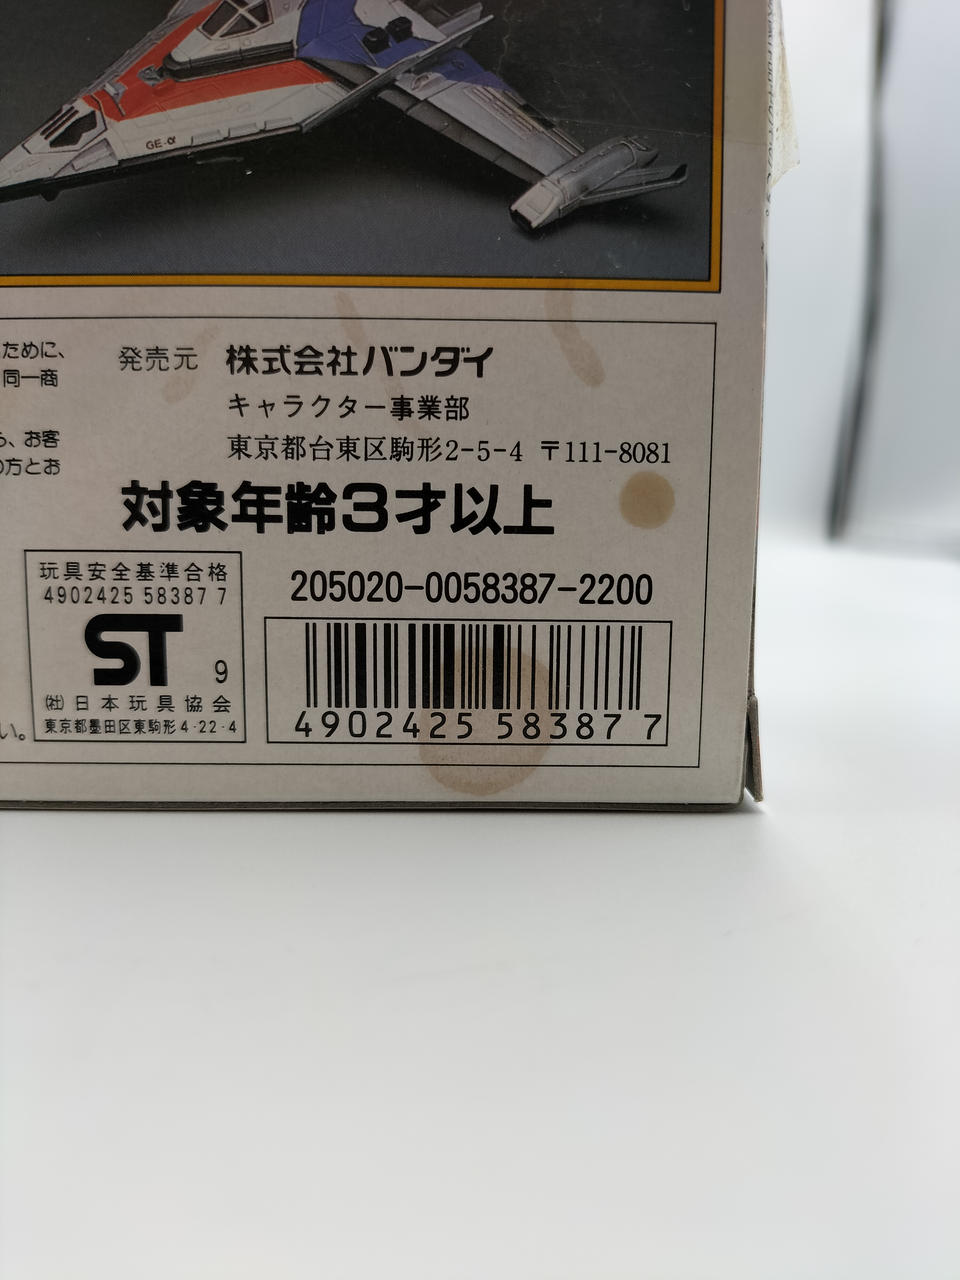 GE-α
ために、
同一商
、お客
の方とお
い。
発売元 株式会社バンダイ
キャラクター事業部
東京都台東区駒形2-5-4 〒111-8081
対象年齢3才以上
玩具安全基準合格
4902425 58387 7
ST 9
(社)日本玩具協会
東京都墨田区東駒形4-22-4
205020-0058387-2200
4902425 58387 7